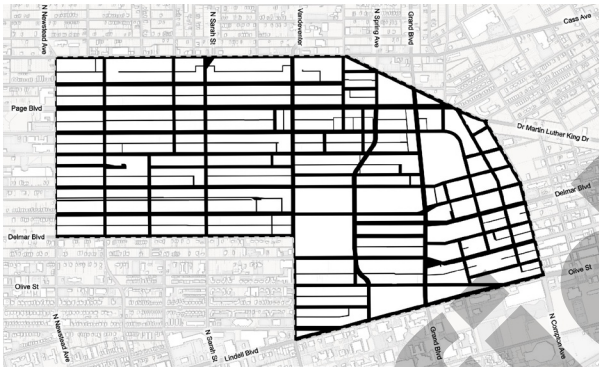 N Newstead Ave
N Sarah St
Vandeventer
N Spring Ave
Grand Blvd
Cass Ave
Page Blvd
Dr Martin Luther King Dr
Delmar Blvd
Delmar Blvd
Olive St
Olive St
N Newstead Ave
N Sarah St
Lindell Blvd
Grand Blvd
N Compton Ave